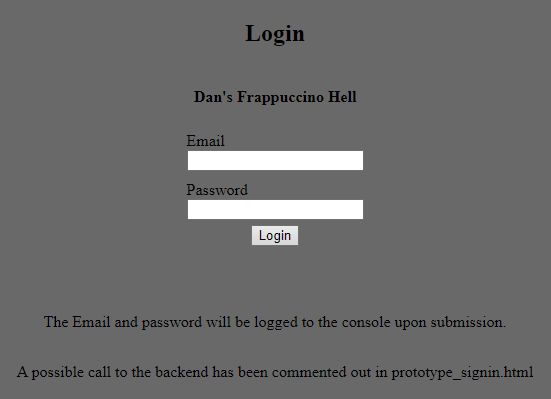 Login
Dan's Frappuccino Hell
Email
Password
Login
The Email and password will be logged to the console upon submission.
A possible call to the backend has been commented out in prototype_signin.html